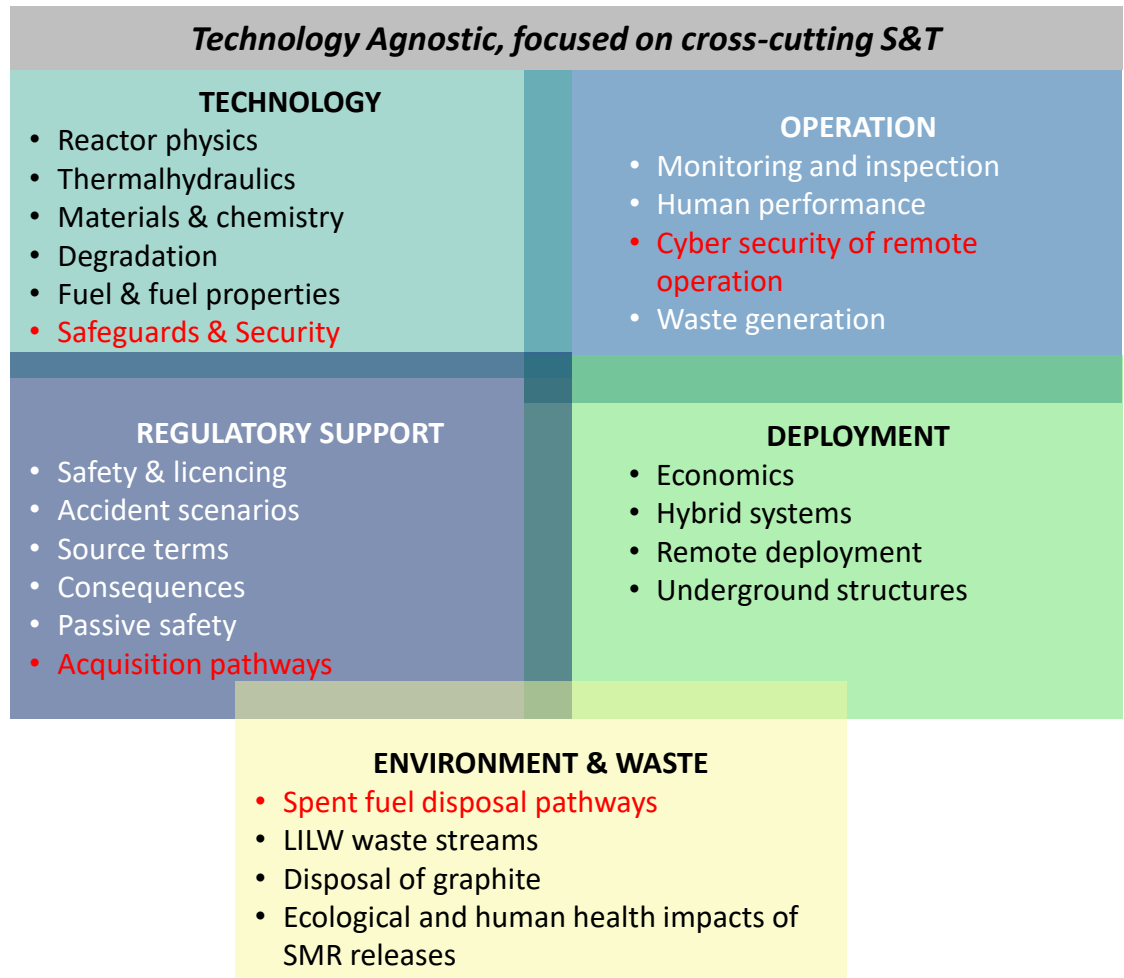 Technology Agnostic, focused on cross-cutting S&T
TECHNOLOGY
• Reactor physics
• Thermalhydraulics
• Materials & chemistry
• Degradation
• Fuel & fuel properties
• Safeguards & Security
OPERATION
• Monitoring and inspection
• Human performance
• Cyber security of remote
operation
• Waste generation
REGULATORY SUPPORT
• Safety & licencing
• Accident scenarios
• Source terms
• Consequences
• Passive safety
• Acquisition pathways
DEPLOYMENT
• Economics
• Hybrid systems
• Remote deployment
• Underground structures
ENVIRONMENT & WASTE
• Spent fuel disposal pathways
• LILW waste streams
• Disposal of graphite
• Ecological and human health impacts of
SMR releases